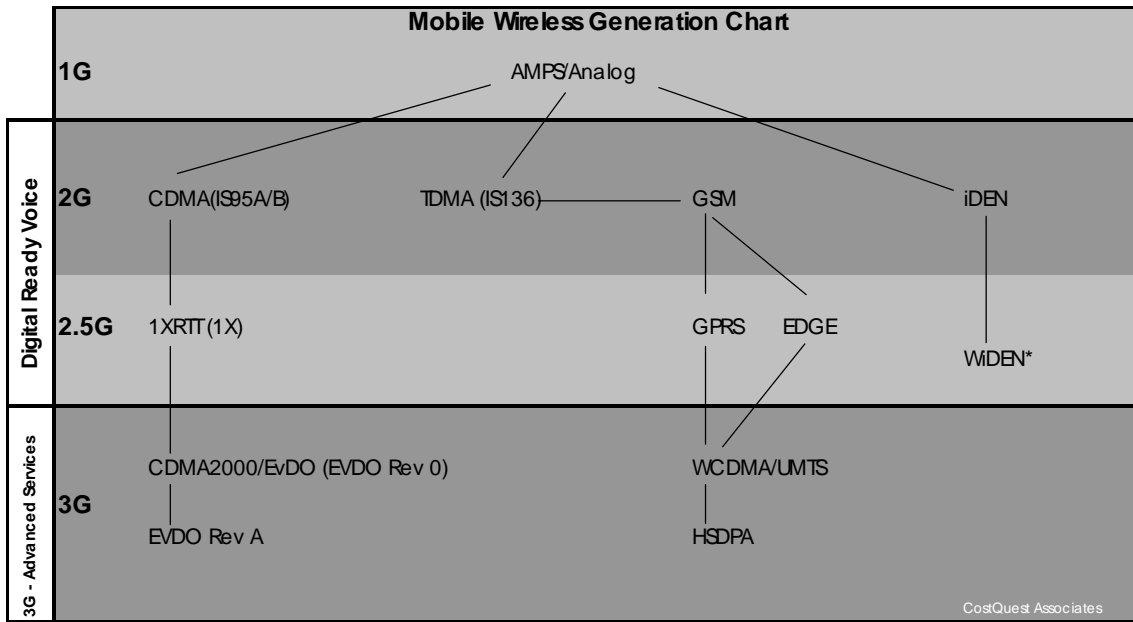 Mobile Wireless Generation Chart
1G
AMPS/Analog
Digital Ready Voice
2G
CDMA(IS95A/B)
TDMA (IS136)
GSM
iDEN
2.5G
1XRTT (1X)
GPRS
EDGE
WiDEN*
3G - Advanced Services
3G
CDMA2000/EvDO (EVDO Rev 0)
WCDMA/UMTS
EVDO Rev A
HSDPA
CostQuest Associates